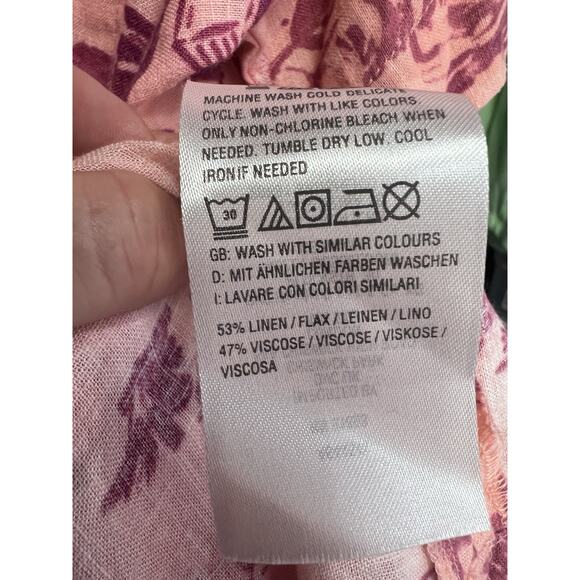 MACHINE WASH COLD DELICATE
CYCLE. WASH WITH LIKE COLORS
ONLY NON-CHLORINE BLEACH WHEN
NEEDED. TUMBLE DRY LOW. COOL
IRON IF NEEDED
30
GB: WASH WITH SIMILAR COLOURS
D: MIT ÄHNLICHEN FARBEN WASCHEN
I: LAVARE CON COLORI SIMILARI
53% LINEN / FLAX / LEINEN / LINO
47% VISCOSE / VISCOSE / VISKOSE /
VISCOSA